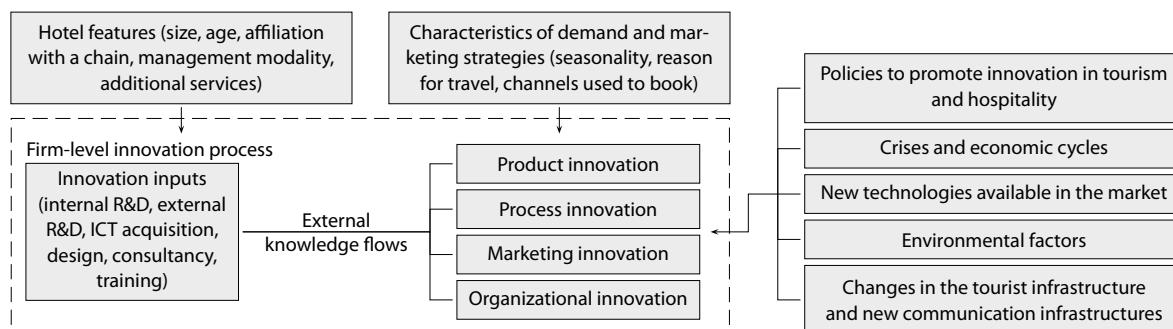 Hotel features (size, age, affiliation
with a chain, management modality,
additional services)
Characteristics of demand and mar-
keting strategies (seasonality, reason
for travel, channels used to book)
Firm-level innovation process
Innovation inputs
(internal R&D, external
R&D, ICT acquisition,
design, consultancy,
training)
External
knowledge flows
Product innovation
Process innovation
Marketing innovation
Organizational innovation
Policies to promote innovation in tourism
and hospitality
Crises and economic cycles
New technologies available in the market
Environmental factors
Changes in the tourist infrastructure
and new communication infrastructures